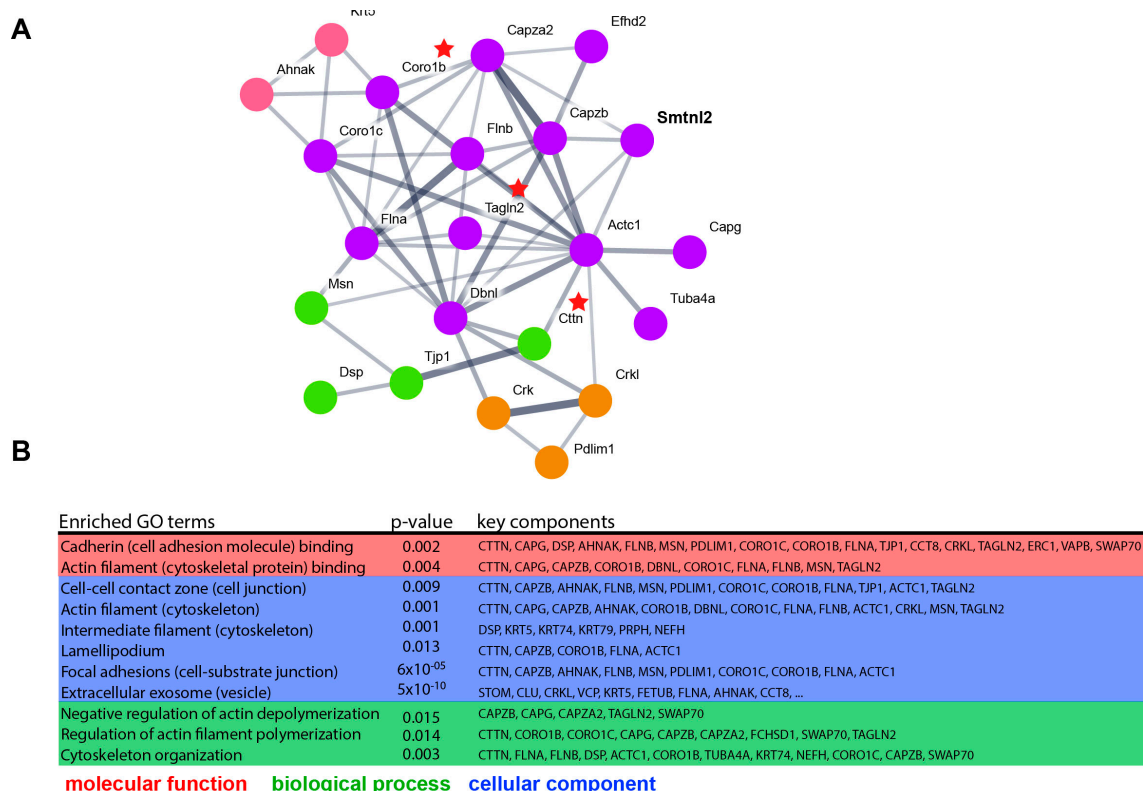 A
Krt5
Capza2
Efhd2
Ahnak
Coro1b
Capzb
Smtnl2
Coro1c
Flnb
Tagln2
Flna
Actc1
Capg
Msn
Dbnl
Tuba4a
Cttn
Tjp1
Dsp
Crk
Crkl
Pdlim1
B
Enriched GO terms p-value key components
Cadherin (cell adhesion molecule) binding 0.002 CTTN, CAPG, DSP, AHNAK, FLNB, MSN, PDLIM1, CORO1C, CORO1B, FLNA, TJP1, CCT8, CRKL, TAGLN2, ERC1, VAPB, SWAP70
Actin filament (cytoskeletal protein) binding 0.004 CTTN, CAPG, CAPZB, CORO1B, DBNL, CORO1C, FLNA, FLNB, MSN, TAGLN2
Cell-cell contact zone (cell junction) 0.009 CTTN, CAPZB, AHNAK, FLNB, MSN, PDLIM1, CORO1C, CORO1B, FLNA, TJP1, ACTC1, TAGLN2
Actin filament (cytoskeleton) 0.001 CTTN, CAPG, CAPZB, AHNAK, CORO1B, DBNL, CORO1C, FLNA, FLNB, ACTC1, CRKL, MSN, TAGLN2
Intermediate filament (cytoskeleton) 0.001 DSP, KRT5, KRT74, KRT79, PRPH, NEFH
Lamellipodium 0.013 CTTN, CAPZB, CORO1B, FLNA, ACTC1
Focal adhesions (cell-substrate junction) 6x10-05 CTTN, CAPZB, AHNAK, FLNB, MSN, PDLIM1, CORO1C, CORO1B, FLNA, ACTC1
Extracellular exosome (vesicle) 5x10-10 STOM, CLU, CRKL, VCP, KRT5, FETUB, FLNA, AHNAK, CCT8, ...
Negative regulation of actin depolymerization 0.015 CAPZB, CAPG, CAPZA2, TAGLN2, SWAP70
Regulation of actin filament polymerization 0.014 CTTN, CORO1B, CORO1C, CAPG, CAPZB, CAPZA2, FCHSD1, SWAP70, TAGLN2
Cytoskeleton organization 0.003 CTTN, FLNA, FLNB, DSP, ACTC1, CORO1B, TUBA4A, KRT74, NEFH, CORO1C, CAPZB, SWAP70
molecular function biological process cellular component